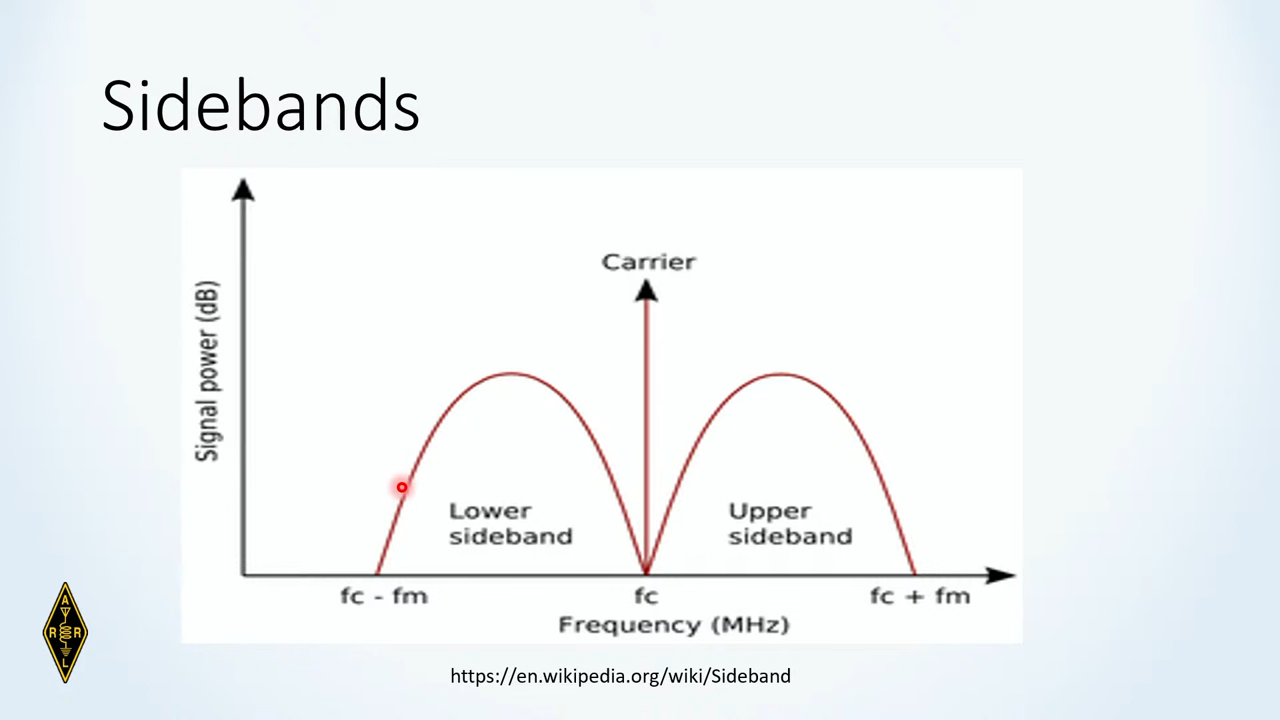 Sidebands
Carrier
Signal power (dB)
Lower
sideband
Upper
sideband
fc - fm
fc
fc + fm
Frequency (MHz)
A
R R
L
https://en.wikipedia.org/wiki/Sideband